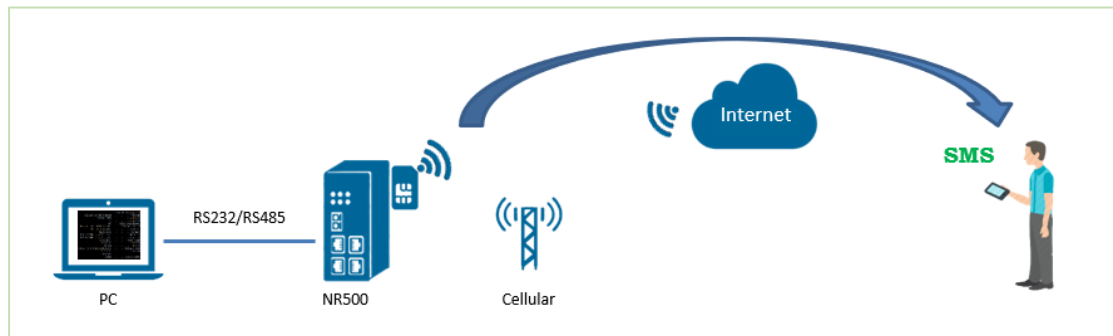 Internet
SMS
RS232/RS485
PC
NR500
Cellular